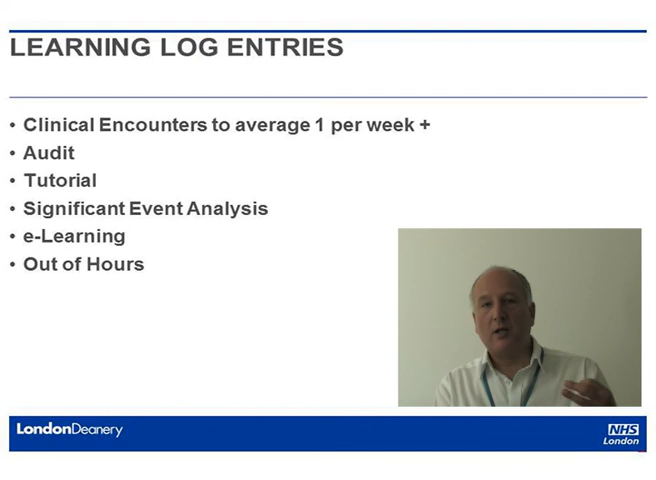 LEARNING LOG ENTRIES
• Clinical Encounters to average 1 per week +
• Audit
• Tutorial
• Significant Event Analysis
• e-Learning
• Out of Hours
LondonDeanery
NHS
London